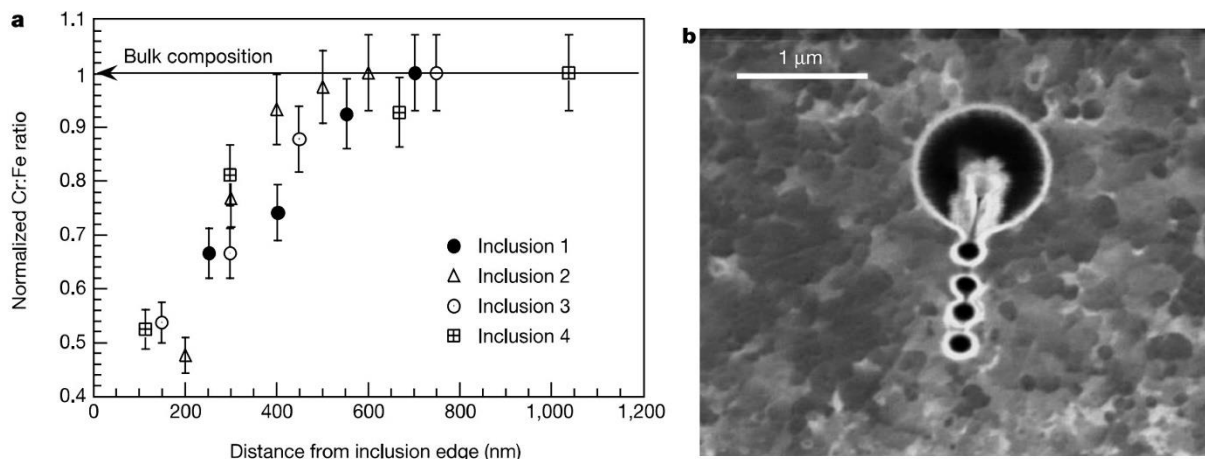 a
1.1
1
0.9
0.8
0.7
0.6
0.5
0.4
Normalized Cr:Fe ratio
Bulk composition
Inclusion 1
Inclusion 2
Inclusion 3
Inclusion 4
0
200
400
600
800
1,000
1,200
Distance from inclusion edge (nm)
b
1 μm